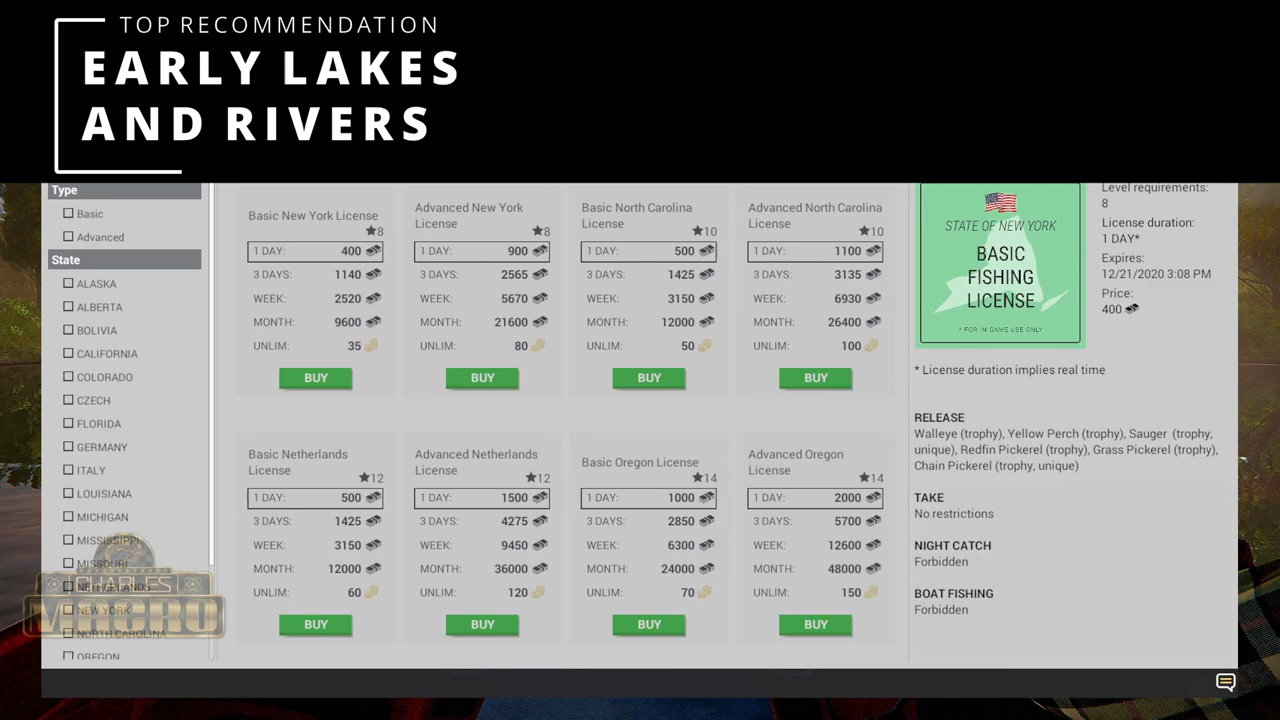 TOP RECOMMENDATION
EARLY LAKES
AND RIVERS
Type
Basic
Advanced
State
ALASKA
ALBERTA
BOLIVIA
CALIFORNIA
COLORADO
CZECH
FLORIDA
GERMANY
ITALY
LOUISIANA
MICHIGAN
MISSISSIPPI
MISSOURI
NETHERLANDS
NEW YORK
NORTH CAROLINA
OREGON
CHARLES
MACRO
Basic New York License
8
1 DAY: 400
3 DAYS: 1140
WEEK: 2520
MONTH: 9600
UNLIM: 35
BUY
Advanced New York
License
8
1 DAY: 900
3 DAYS: 2565
WEEK: 5670
MONTH: 21600
UNLIM: 80
BUY
Basic North Carolina
License
10
1 DAY: 500
3 DAYS: 1425
WEEK: 3150
MONTH: 12000
UNLIM: 50
BUY
Advanced North Carolina
License
10
1 DAY: 1100
3 DAYS: 3135
WEEK: 6930
MONTH: 26400
UNLIM: 100
BUY
Basic Netherlands
License
12
1 DAY: 500
3 DAYS: 1425
WEEK: 3150
MONTH: 12000
UNLIM: 60
BUY
Advanced Netherlands
License
12
1 DAY: 1500
3 DAYS: 4275
WEEK: 9450
MONTH: 36000
UNLIM: 120
BUY
Basic Oregon License
14
1 DAY: 1000
3 DAYS: 2850
WEEK: 6300
MONTH: 24000
UNLIM: 70
BUY
Advanced Oregon
License
14
1 DAY: 2000
3 DAYS: 5700
WEEK: 12600
MONTH: 48000
UNLIM: 150
BUY
STATE OF NEW YORK
BASIC
FISHING
LICENSE
* FOR IN-GAME USE ONLY
Level requirements:
8
License duration:
1 DAY*
Expires:
12/21/2020 3:08 PM
Price:
400
* License duration implies real time
RELEASE
Walleye (trophy), Yellow Perch (trophy), Sauger (trophy,
unique), Redfin Pickerel (trophy), Grass Pickerel (trophy),
Chain Pickerel (trophy, unique)
TAKE
No restrictions
NIGHT CATCH
Forbidden
BOAT FISHING
Forbidden